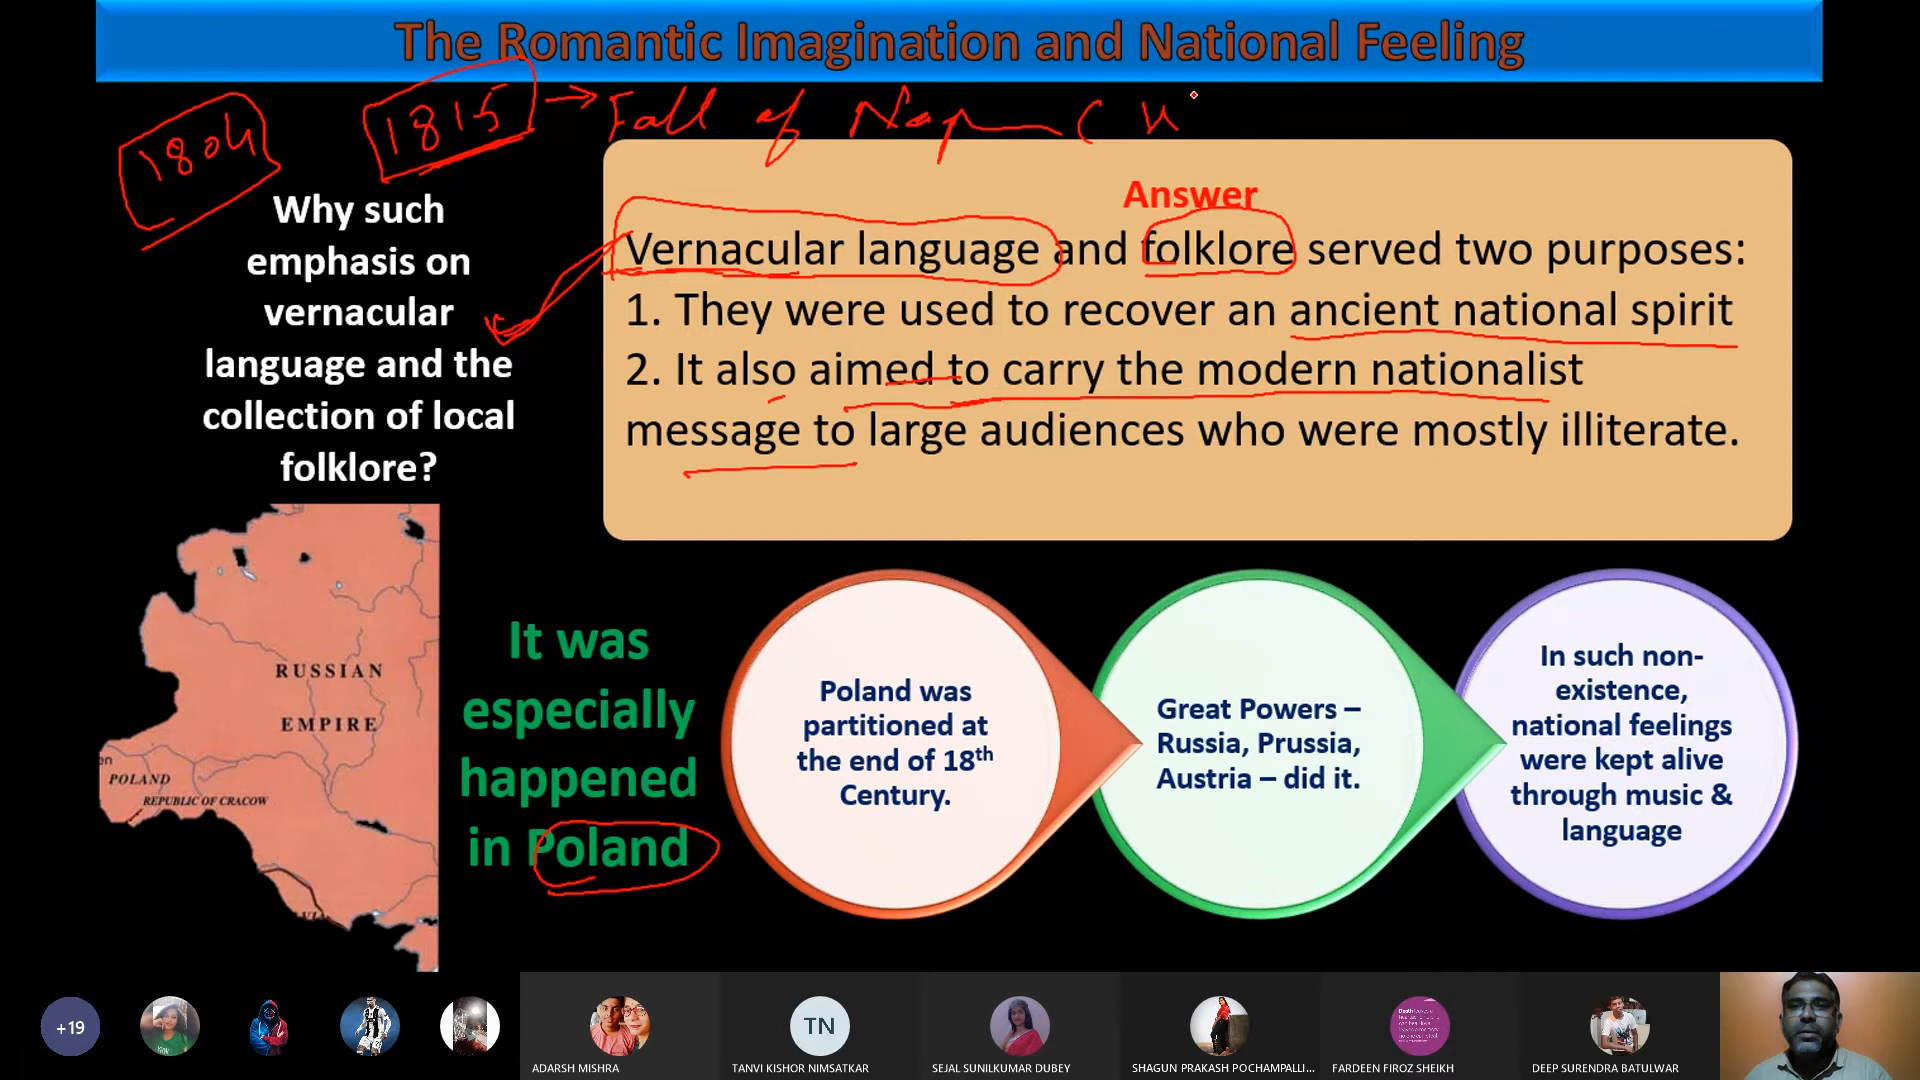 The Romantic Imagination and National Feeling
1804
1815 → Fall of Nap
Why such
emphasis on
vernacular
language and the
collection of local
folklore?
Answer
Vernacular language and folklore served two purposes:
1. They were used to recover an ancient national spirit
2. It also aimed to carry the modern nationalist
message to large audiences who were mostly illiterate.
RUSSIAN
EMPIRE
POLAND
REPUBLIC OF CRACOW
It was
especially
happened
in Poland
Poland was
partitioned at
the end of 18th
Century.
Great Powers –
Russia, Prussia,
Austria – did it.
In such non-
existence,
national feelings
were kept alive
through music &
language
+19
TN
ADARSH MISHRA
TANVI KISHOR NIMSATKAR
SEJAL SUNILKUMAR DUBEY
SHAGUN PRAKASH POCHAMPALLI...
FARDEEN FIROZ SHEIKH
DEEP SURENDRA BATULWAR